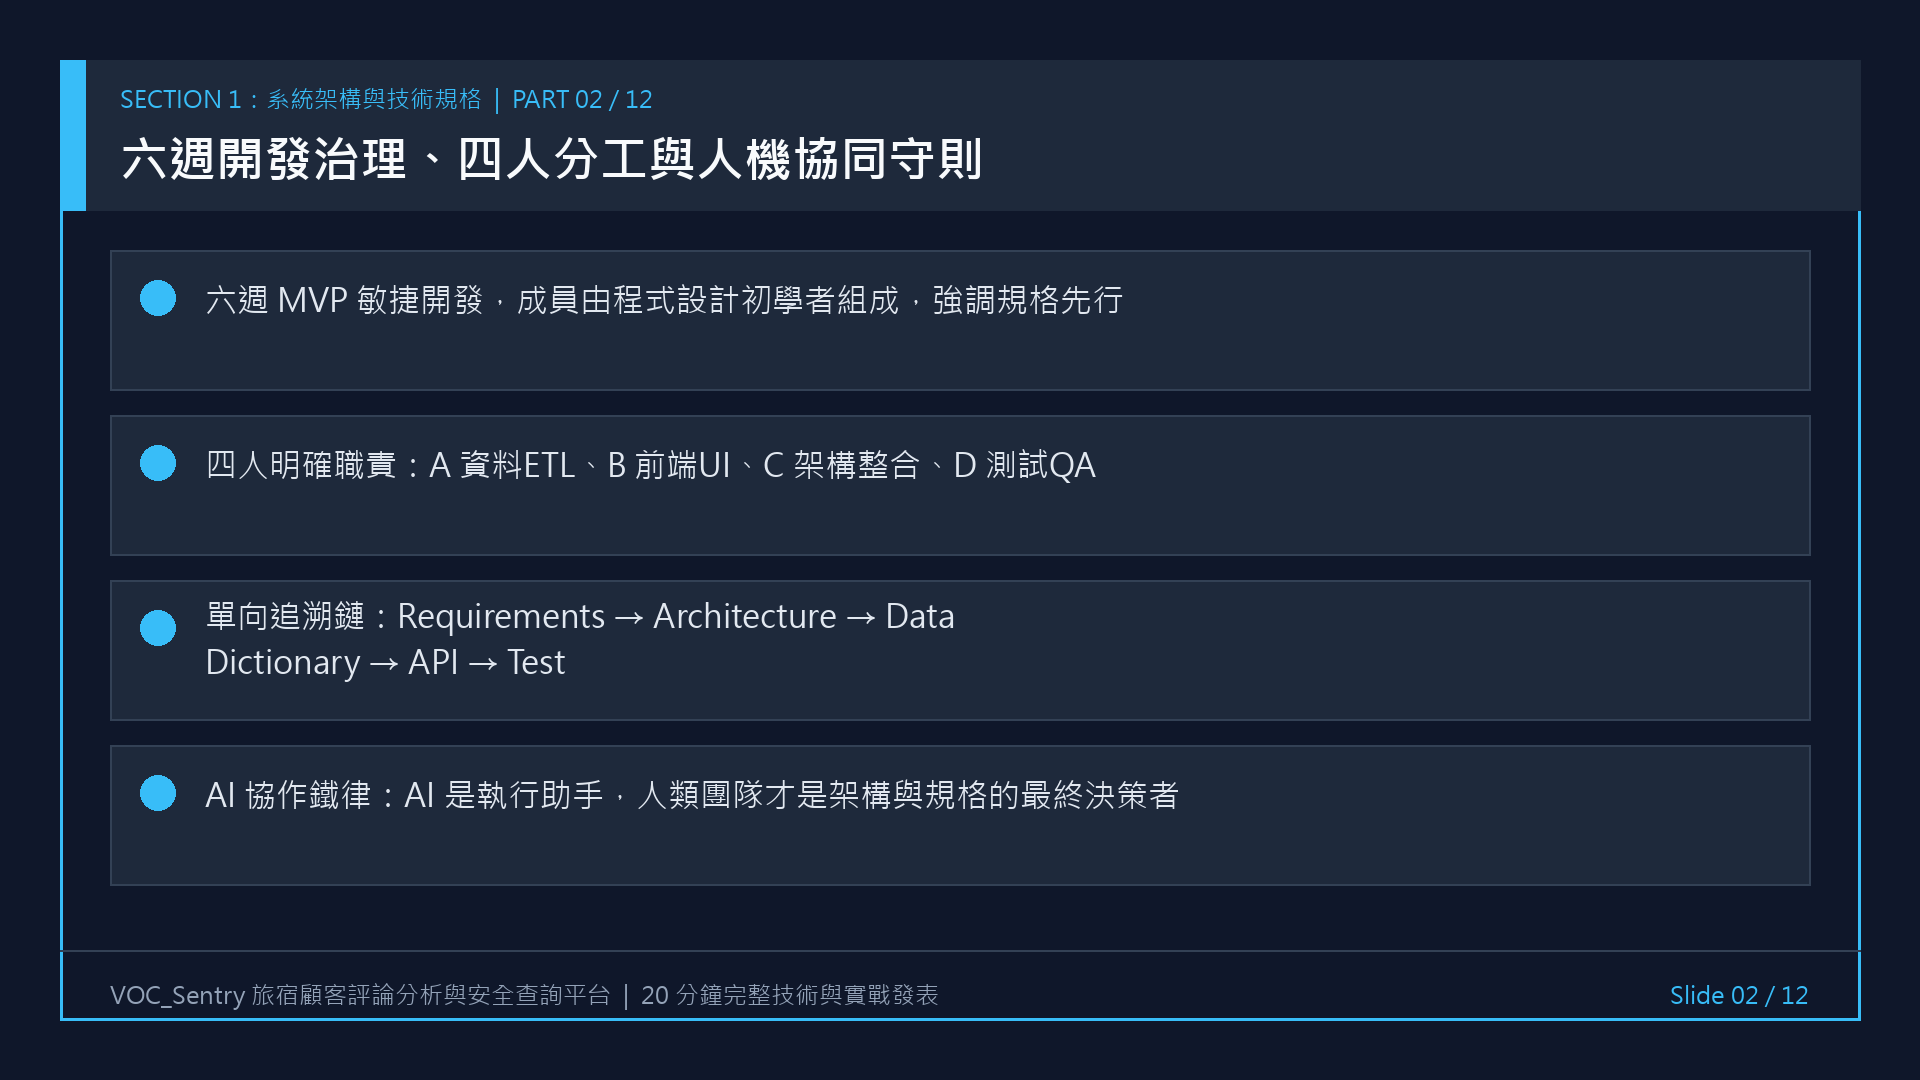 SECTION 1：系統架構與技術規格 | PART 02 / 12
六週開發治理、四人分工與人機協同守則
六週 MVP 敏捷開發，成員由程式設計初學者組成，強調規格先行
四人明確職責：A 資料ETL、B 前端UI、C 架構整合、D 測試QA
單向追溯鏈：Requirements → Architecture → Data
Dictionary → API → Test
AI 協作鐵律：AI 是執行助手，人類團隊才是架構與規格的最終決策者
VOC_Sentry 旅宿顧客評論分析與安全查詢平台 | 20 分鐘完整技術與實戰發表
Slide 02 / 12